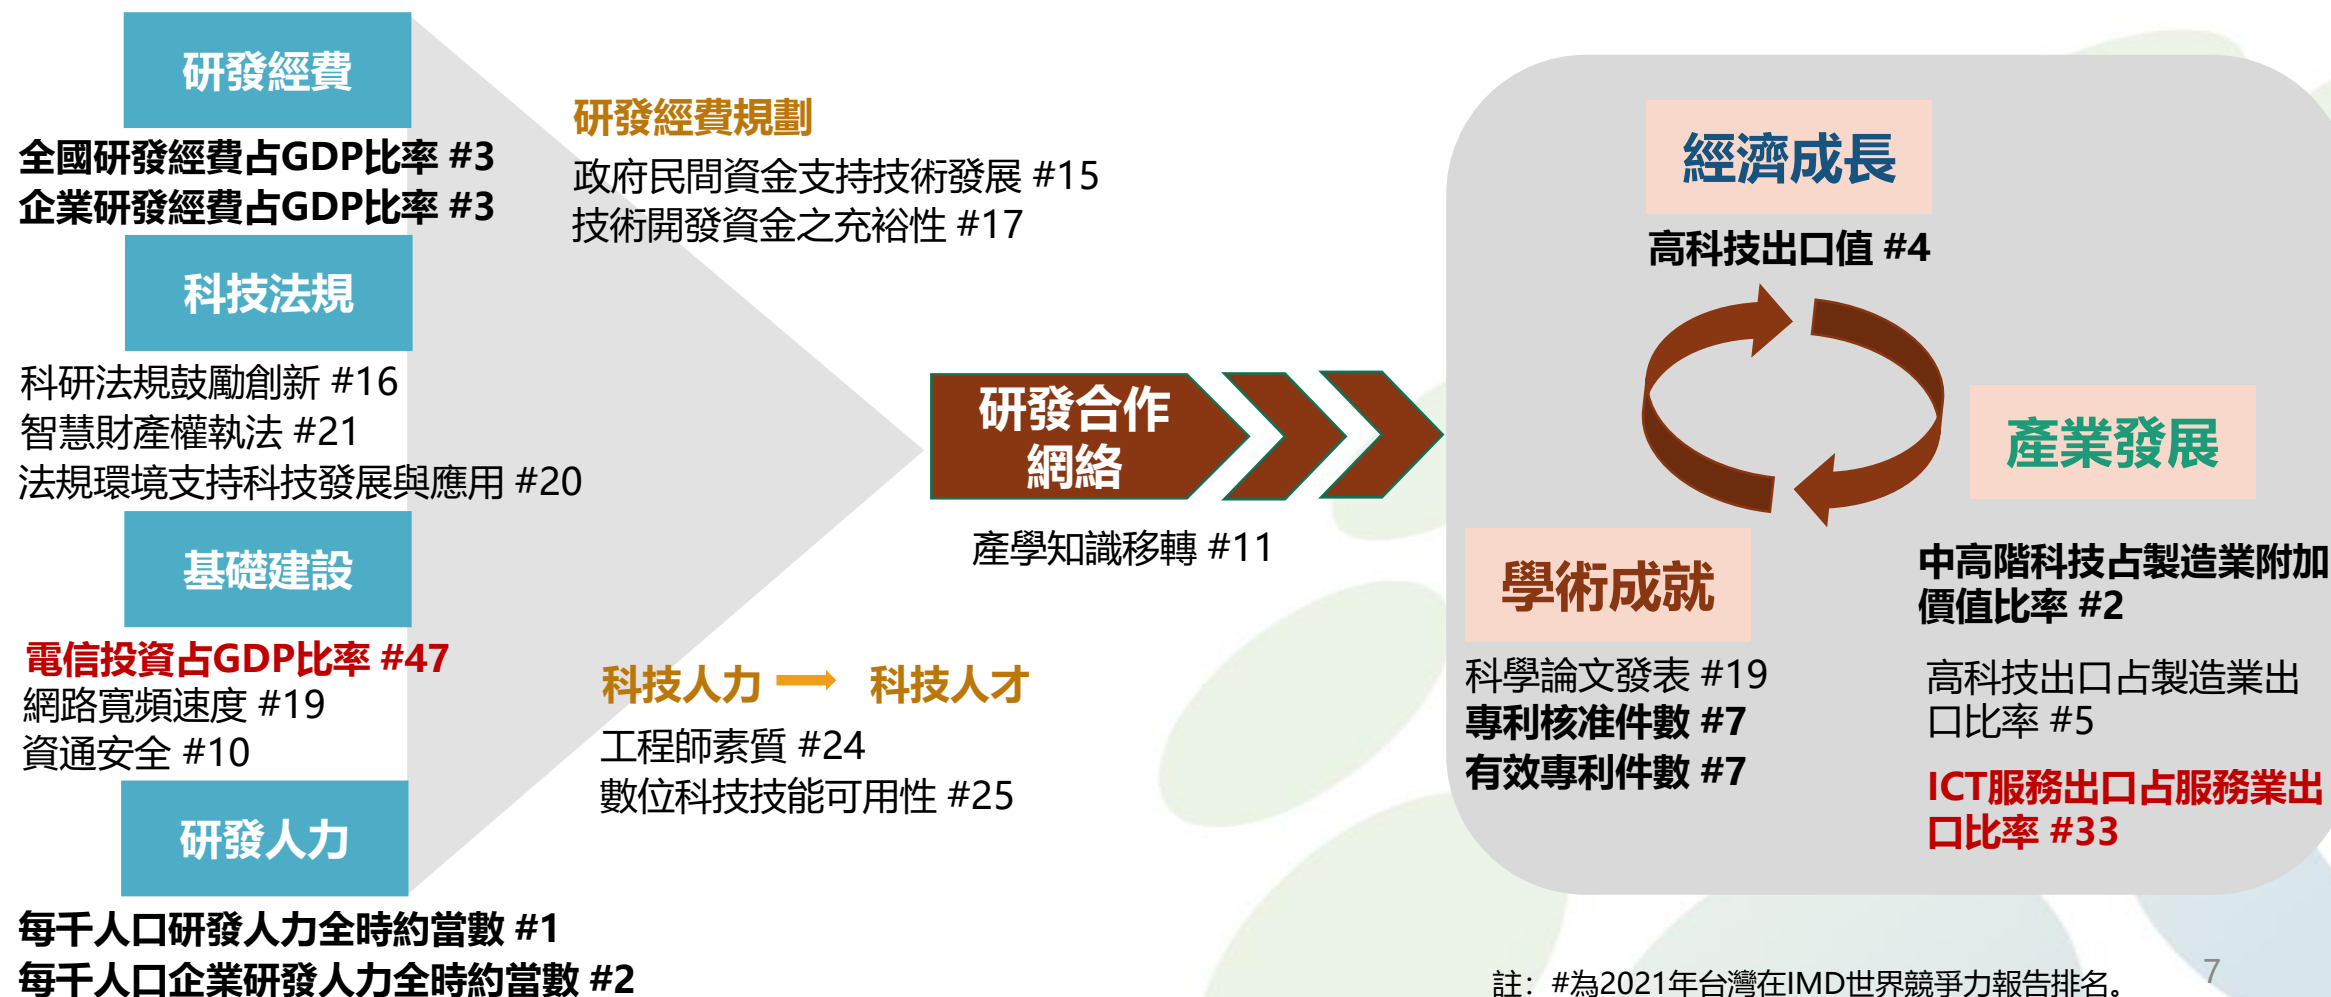 研發經費
全國研發經費占GDP比率 #3
企業研發經費占GDP比率 #3
科技法規
科研法規鼓勵創新 #16
智慧財產權執法 #21
法規環境支持科技發展與應用 #20
基礎建設
電信投資占GDP比率 #47
網路寬頻速度 #19
資通安全 #10
研發人力
每千人口研發人力全時約當數 #1
每千人口企業研發人力全時約當數 #2
研發經費規劃
政府民間資金支持技術發展 #15
技術開發資金之充裕性 #17
科技人力 科技人才
工程師素質 #24
數位科技技能可用性 #25
研發合作
網絡
產學知識移轉 #11
經濟成長
高科技出口值 #4
產業發展
中高階科技占製造業附加
價值比率 #2
高科技出口占製造業出
口比率 #5
ICT服務出口占服務業出
口比率 #33
學術成就
科學論文發表 #19
專利核准件數 #7
有效專利件數 #7
註：#為2021年台灣在IMD世界競爭力報告排名。
7